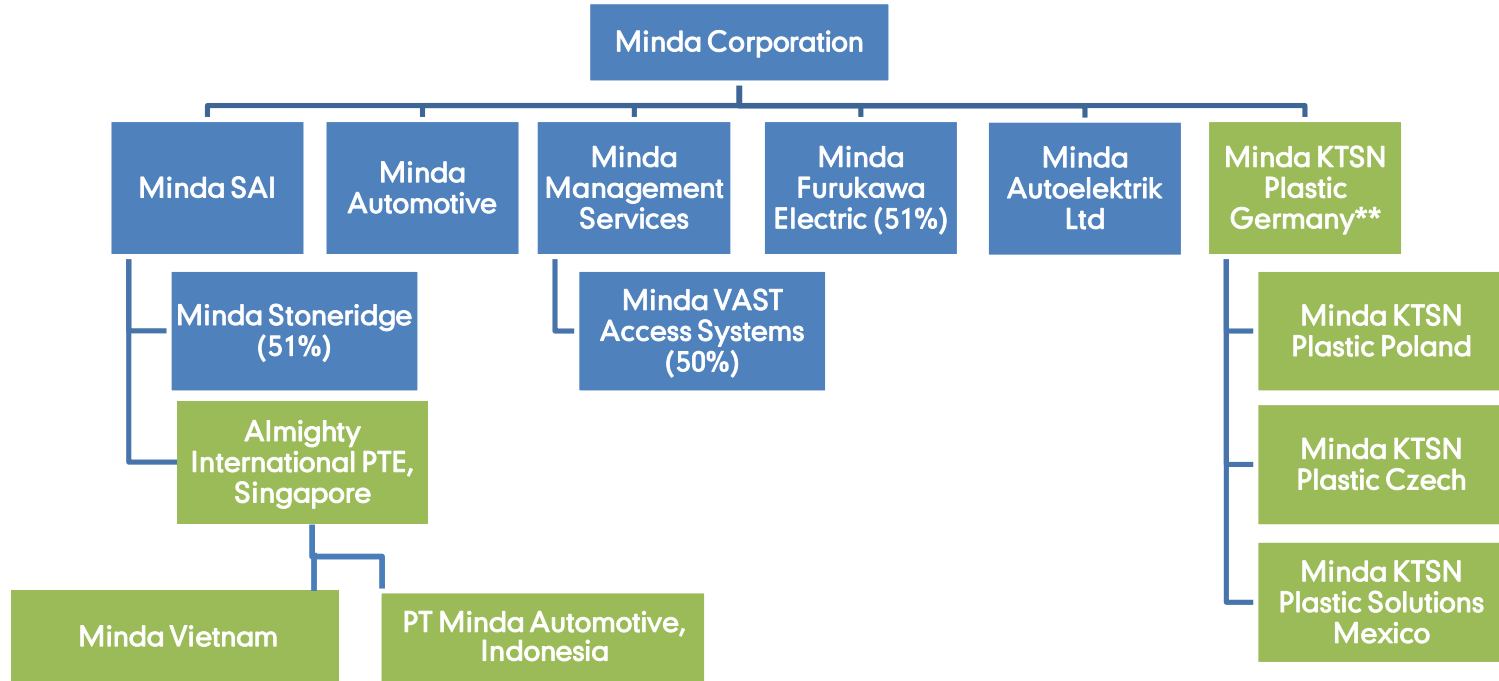 Minda Corporation
Minda SAI
Minda
Automotive
Minda
Management
Services
Minda
Furukawa
Electric (51%)
Minda
Autoelektrik
Ltd
Minda KTSN
Plastic
Germany**
Minda Stoneridge
(51%)
Minda VAST
Access Systems
(50%)
Minda KTSN
Plastic Poland
Almighty
International PTE,
Singapore
Minda KTSN
Plastic Czech
Minda Vietnam
PT Minda Automotive,
Indonesia
Minda KTSN
Plastic Solutions
Mexico